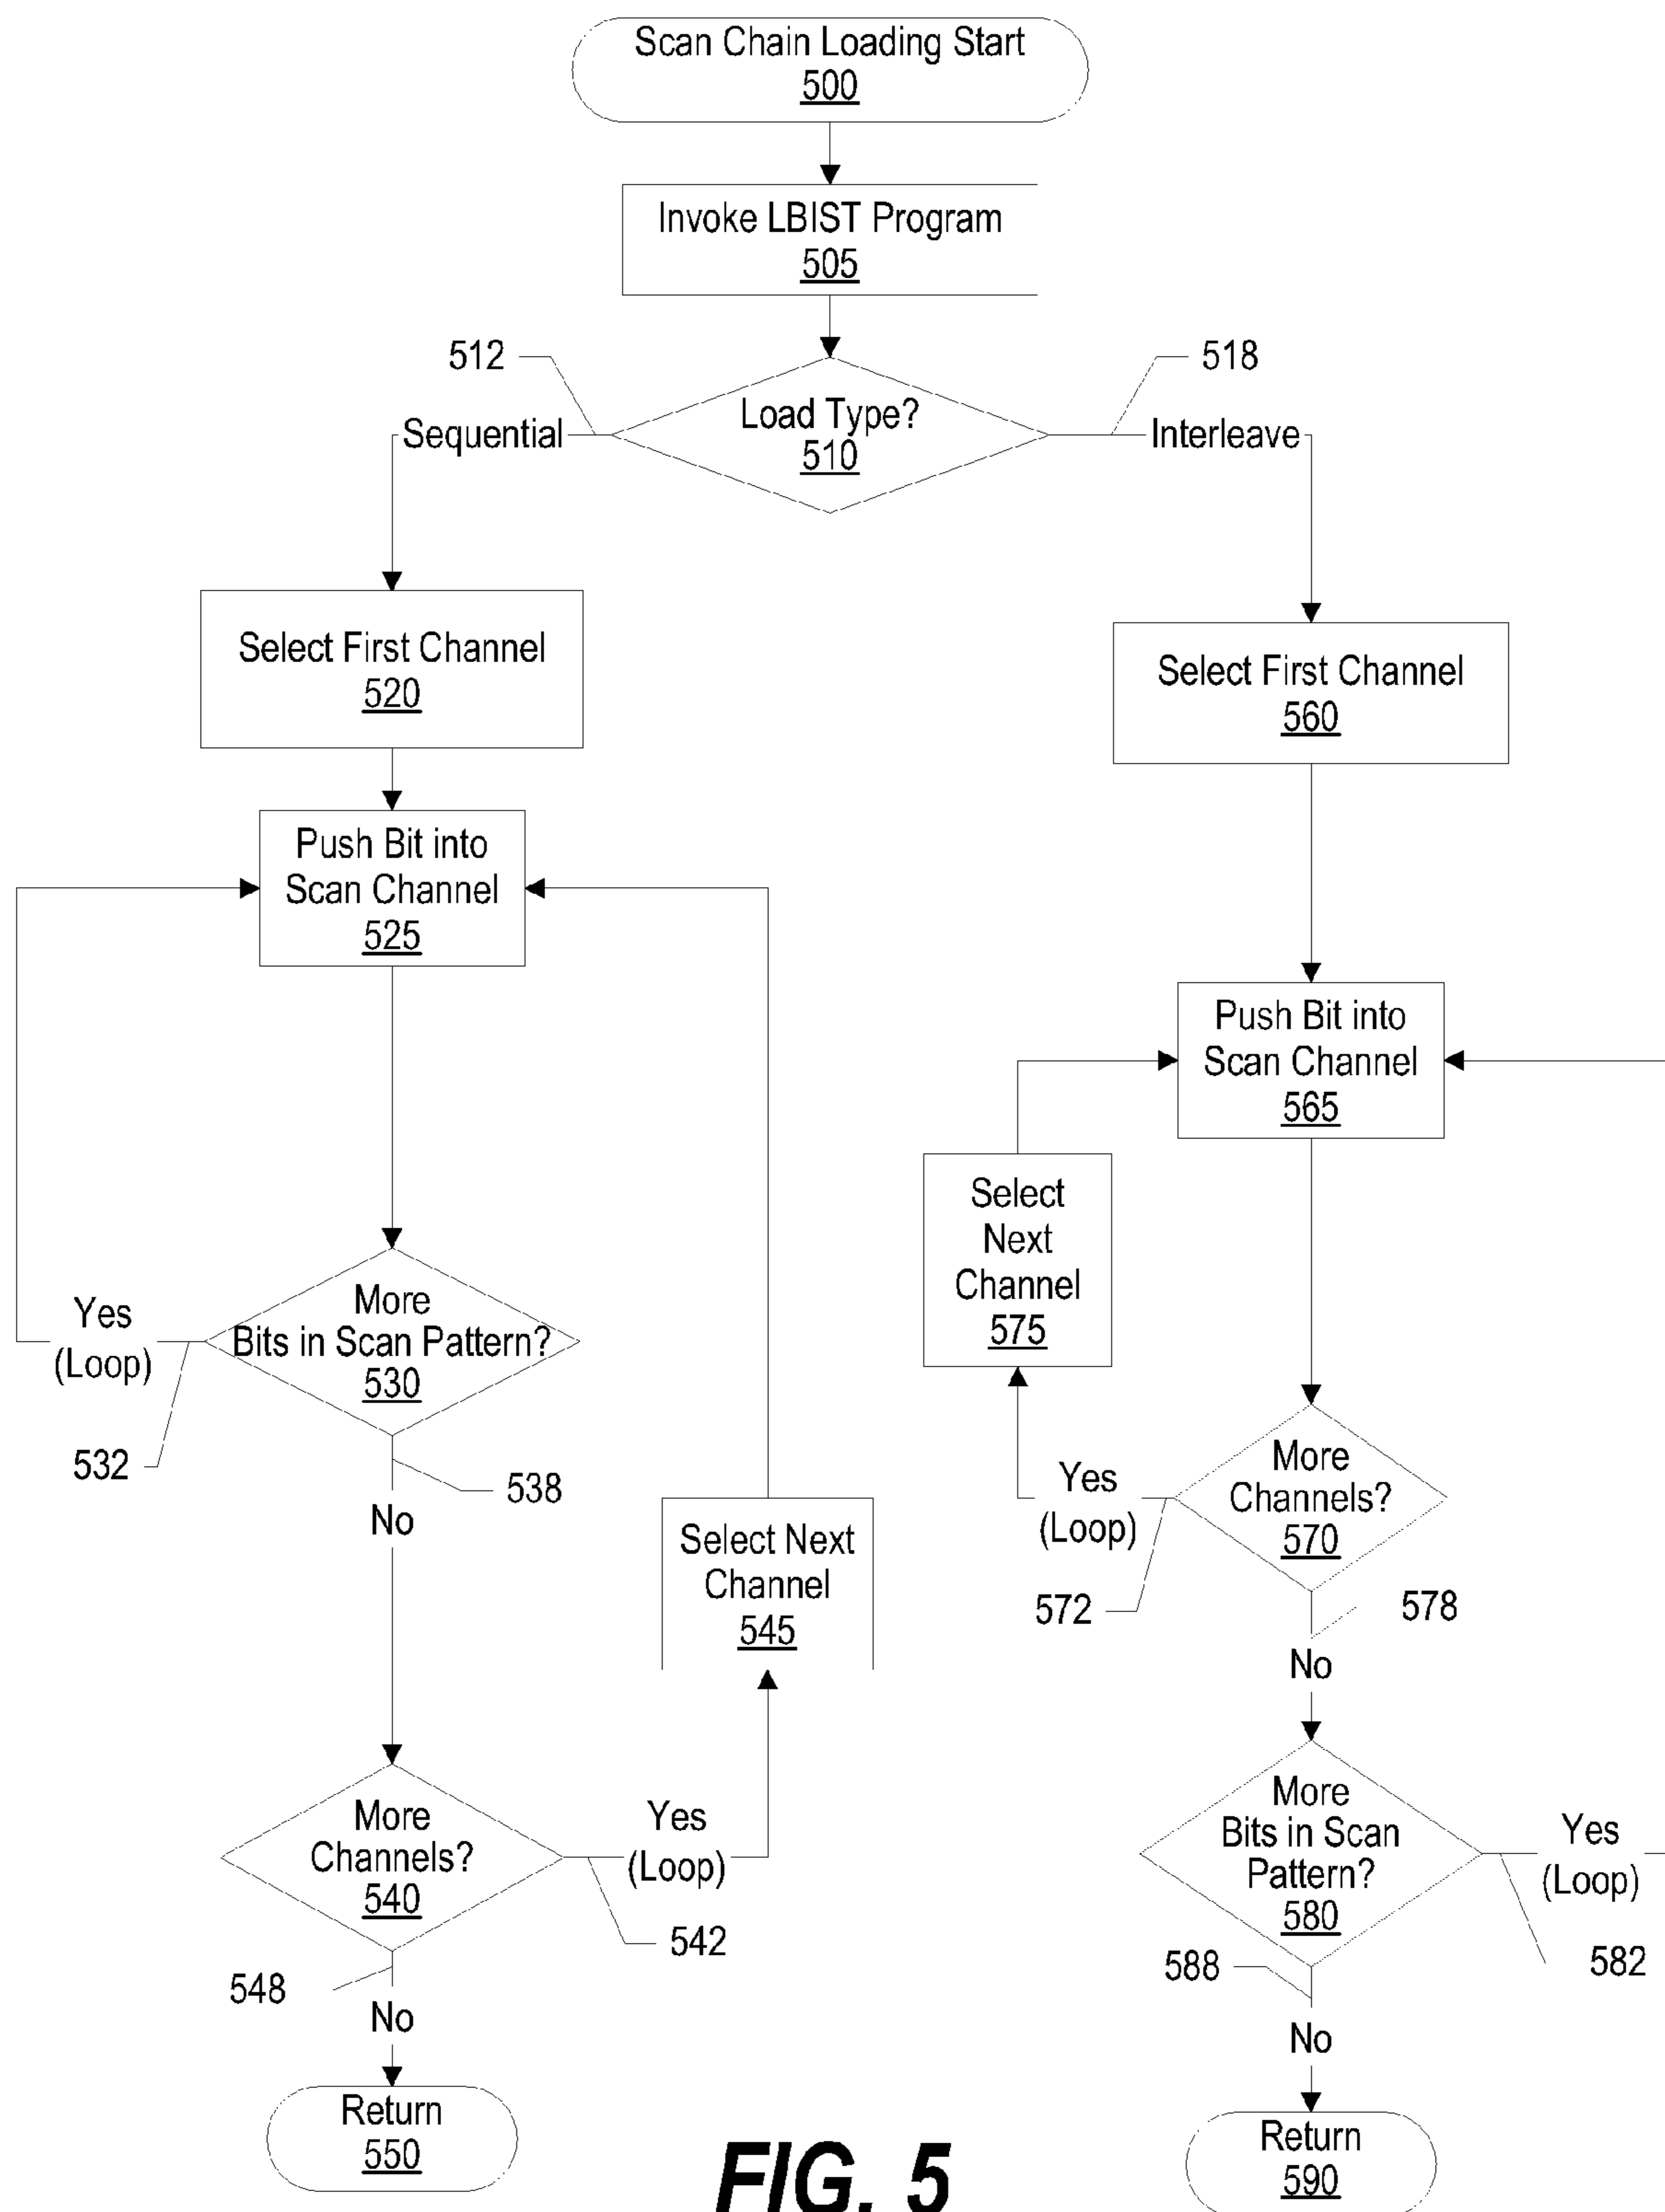 Scan Chain Loading Start
500
Invoke LBIST Program
505
512
518
Load Type?
510
Sequential
Interleave
Select First Channel
520
Select First Channel
560
Push Bit into
Scan Channel
525
Push Bit into
Scan Channel
565
Select
Next
Channel
575
More
Bits in Scan Pattern?
530
Yes
(Loop)
532
538
No
Select Next
Channel
545
More
Channels?
570
Yes
(Loop)
572
578
No
More
Channels?
540
Yes
(Loop)
542
548
No
Return
550
More
Bits in Scan
Pattern?
580
Yes
(Loop)
582
588
No
Return
590
FIG. 5